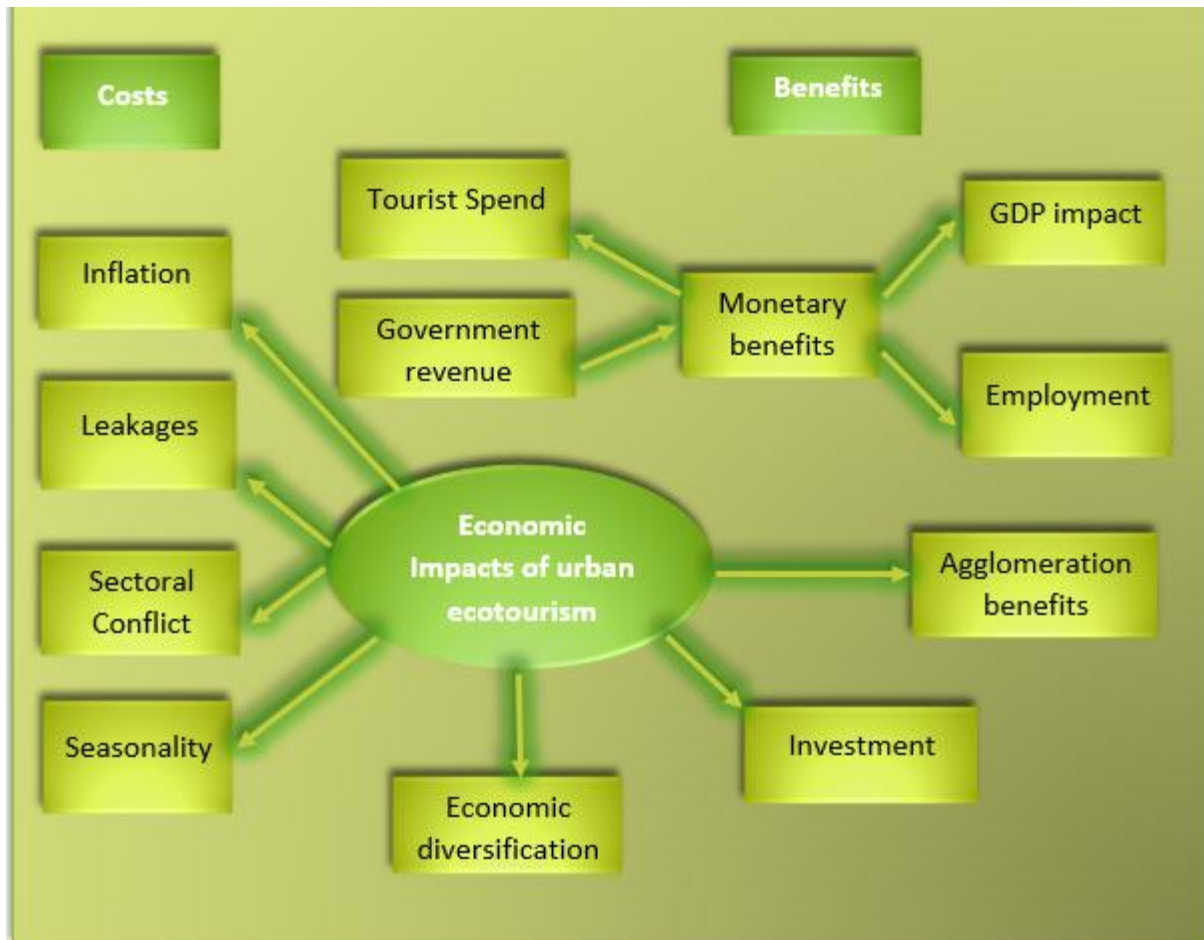 Costs
Benefits
Tourist Spend
GDP impact
Inflation
Monetary
benefits
Government
revenue
Employment
Leakages
Economic
Impacts of urban
ecotourism
Agglomeration
benefits
Sectoral
Conflict
Seasonality
Investment
Economic
diversification